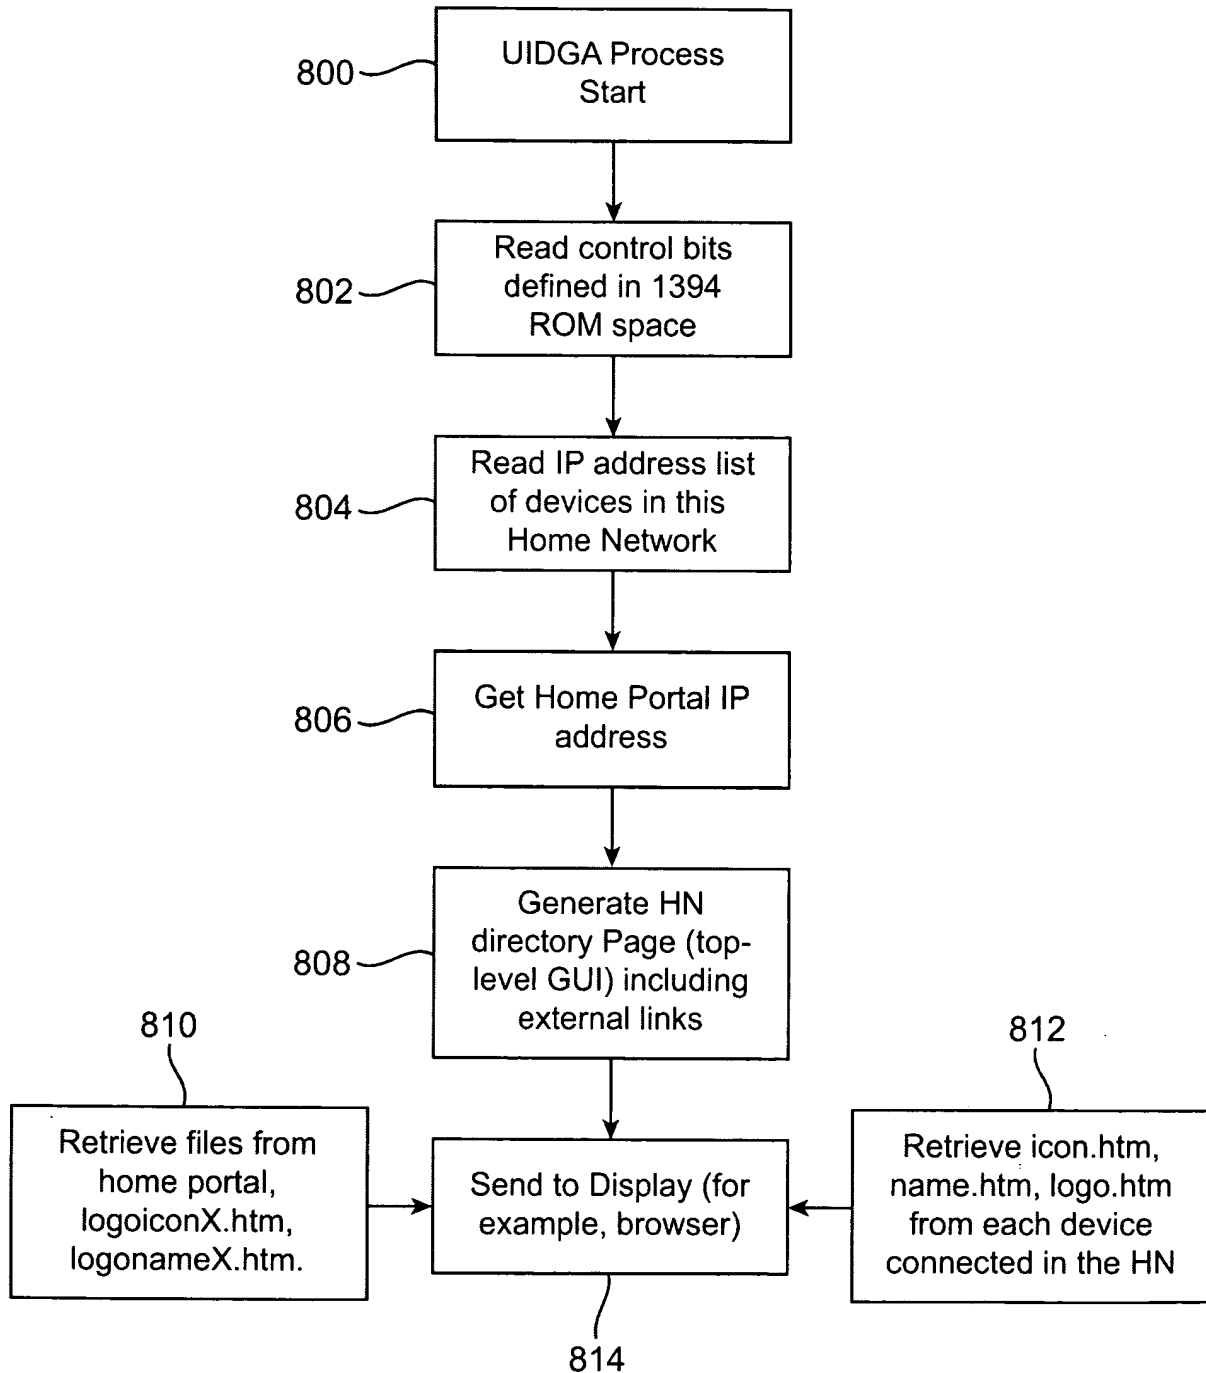 800
UIDGA Process
Start
802
Read control bits
defined in 1394
ROM space
804
Read IP address list
of devices in this
Home Network
806
Get Home Portal IP
address
808
Generate HN
directory Page (top-
level GUI) including
external links
810
Retrieve files from
home portal,
logoiconX.htm,
logonameX.htm.
Send to Display (for
example, browser)
814
812
Retrieve icon.htm,
name.htm, logo.htm
from each device
connected in the HN